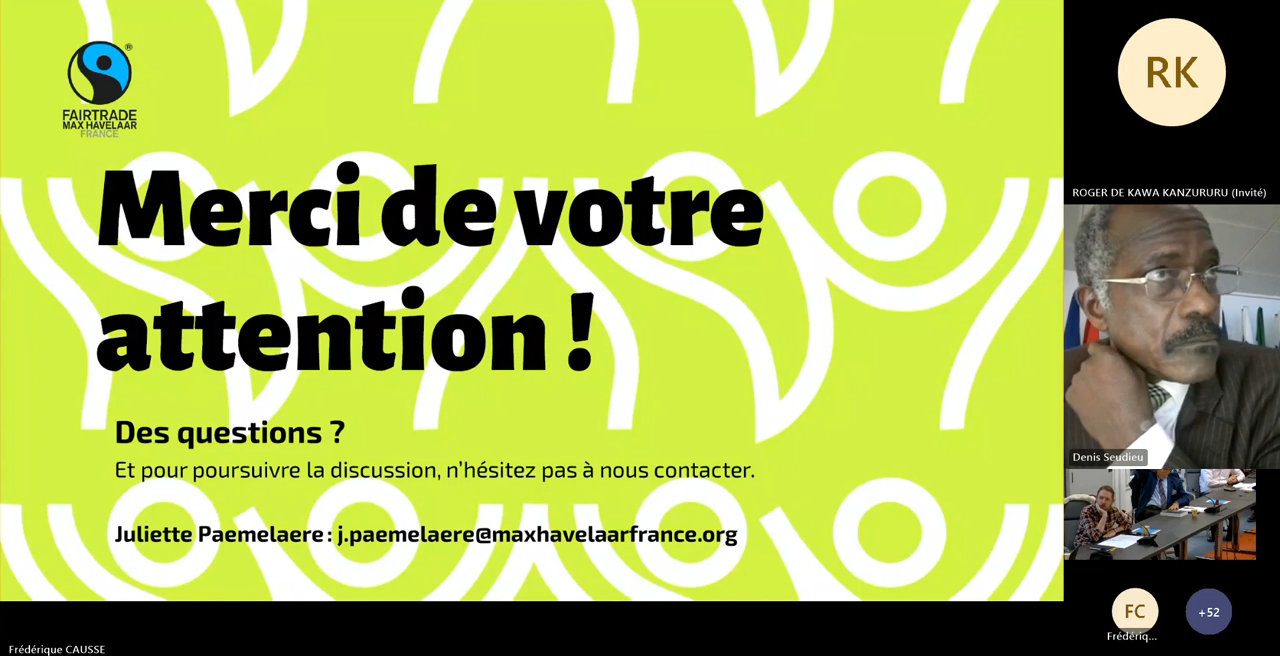 ®
FAIRTRADE
MAX HAVELAAR
FRANCE
Merci de votre
attention !
Des questions ?
Et pour poursuivre la discussion, n'hésitez pas à nous contacter.
Juliette Paemelaere : j.paemelaere@maxhavelaarfrance.org
Frédérique CAUSSE
RK
ROGER DE KAWA KANZURURU (Invité)
Denis Seudieu
FC
Frédériq...
+52